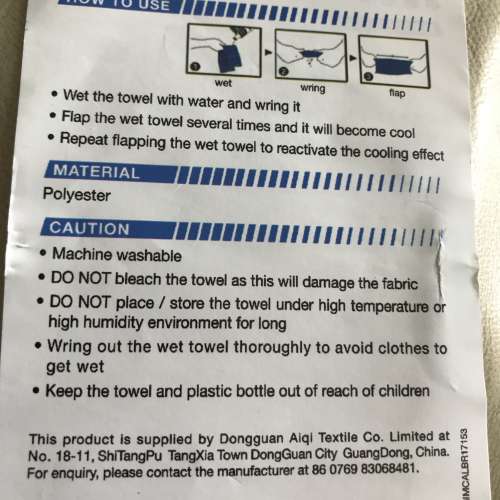 HOW TO USE
1 2 3
wet wring flap
• Wet the towel with water and wring it
• Flap the wet towel several times and it will become cool
• Repeat flapping the wet towel to reactivate the cooling effect
MATERIAL
Polyester
CAUTION
• Machine washable
• DO NOT bleach the towel as this will damage the fabric
• DO NOT place / store the towel under high temperature or
high humidity environment for long
• Wring out the wet towel thoroughly to avoid clothes to
get wet
• Keep the towel and plastic bottle out of reach of children
This product is supplied by Dongguan Aiqi Textile Co. Limited at
No. 18-11, ShiTangPu TangXia Town DongGuan City GuangDong, China.
For enquiry, please contact the manufacturer at 86 0769 83068481.
IMCALBR17153